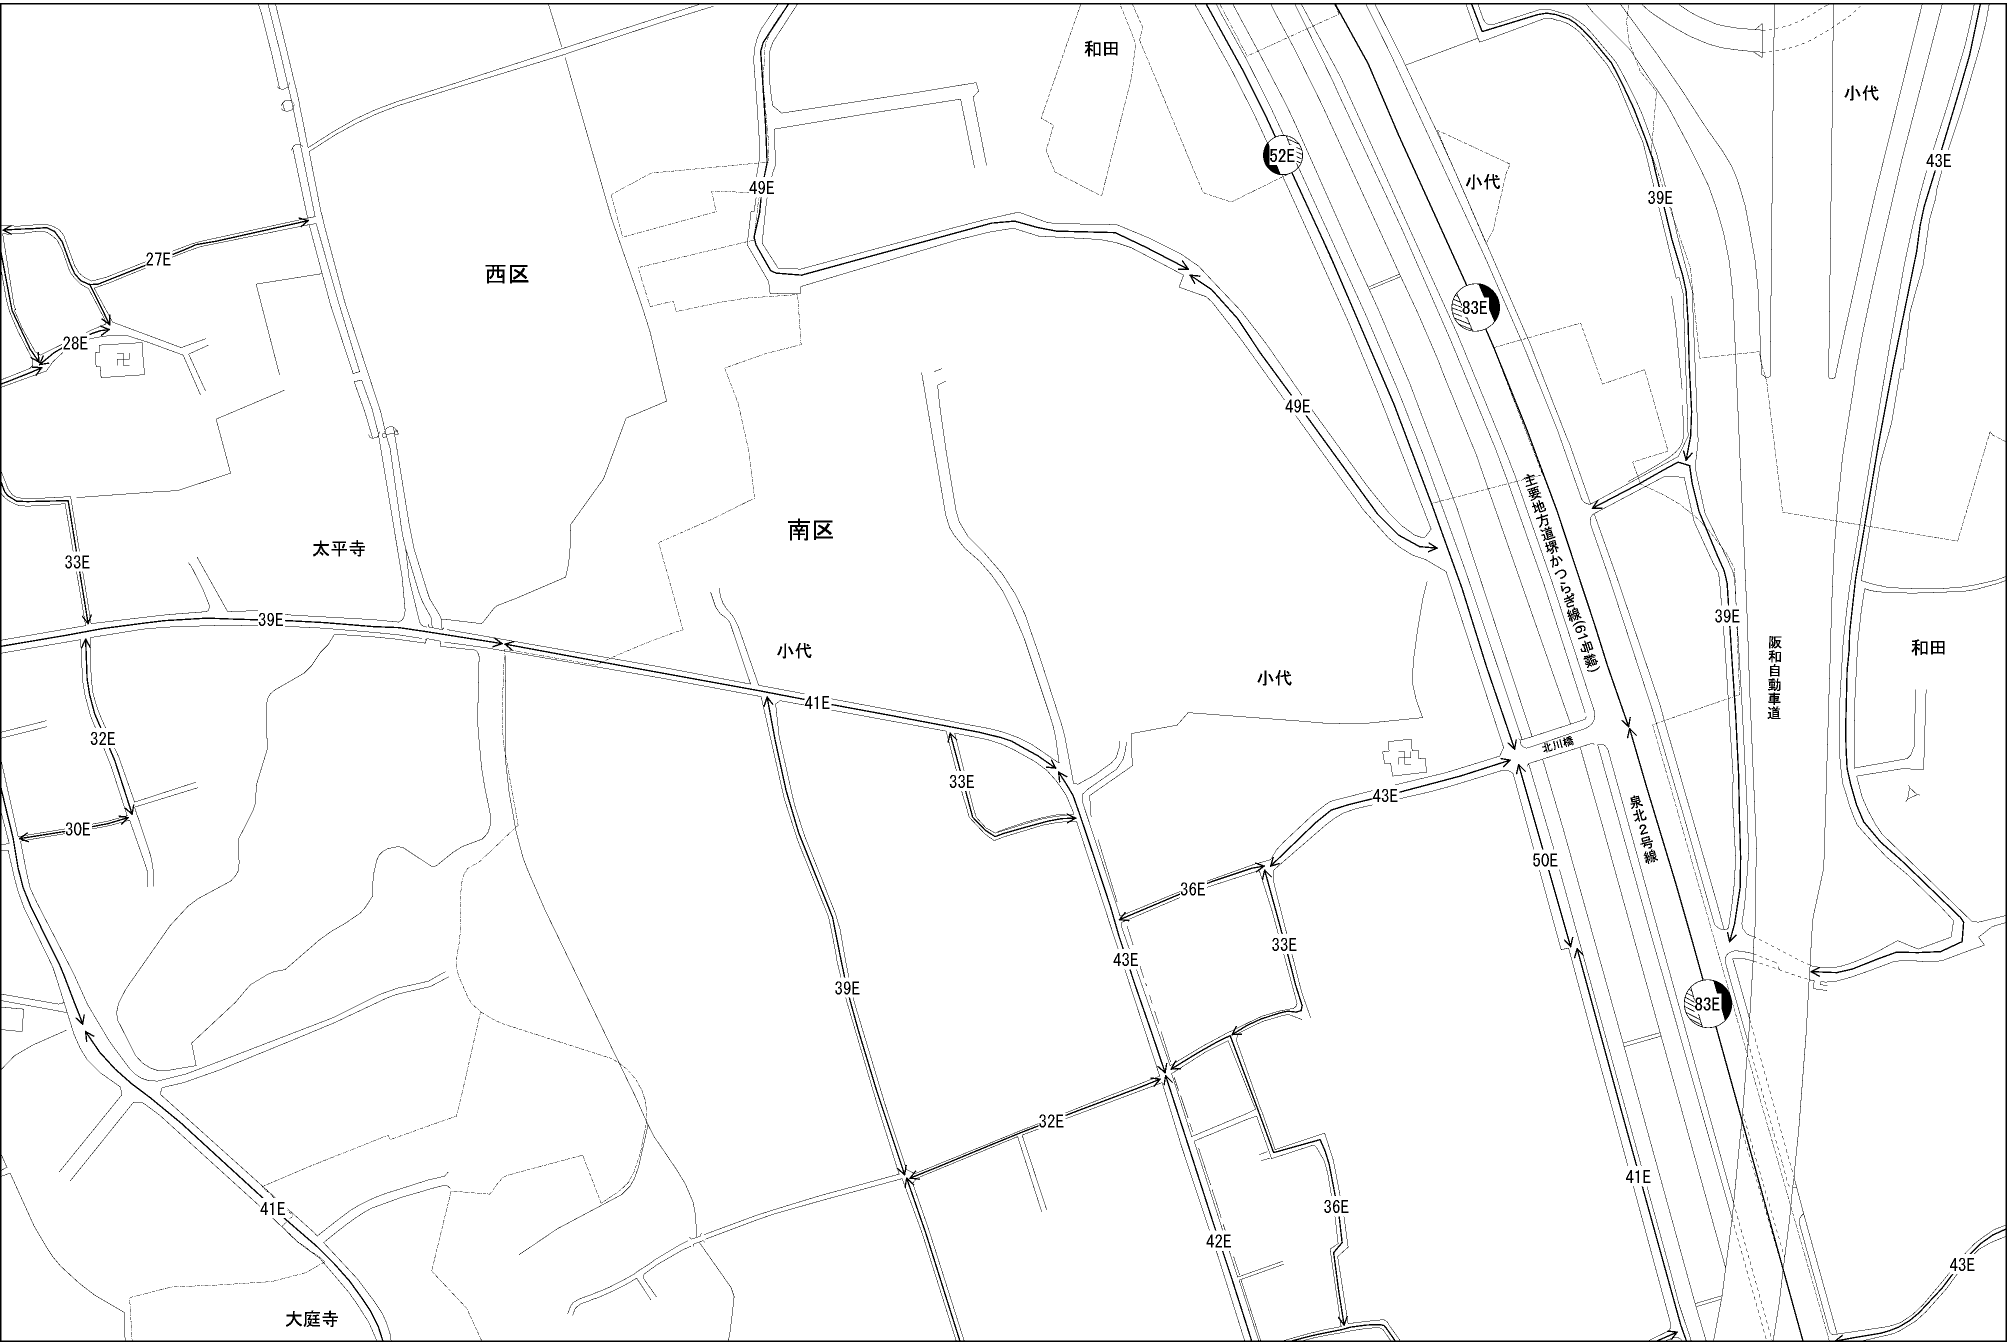 和田
小代
52E
43E
小代
49E
39E
27E
西区
83E
28E
49E
主要地方道堺かつらぎ線(61号線)
南区
太平寺
33E
39E
39E
小代
阪和自動車道
和田
小代
41E
32E
北川橋
33E
43E
泉北2号線
30E
50E
36E
33E
43E
39E
83E
32E
41E
36E
41E
42E
43E
大庭寺